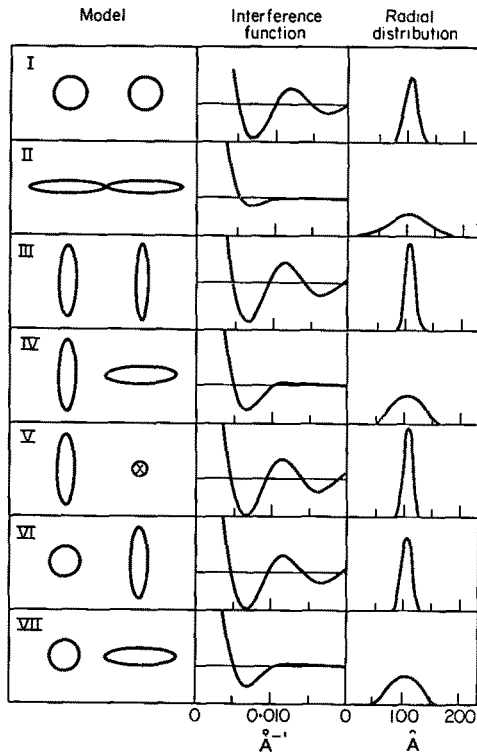 Model
Interference function
Radial distribution
I
II
III
IV
V
VI
VII
0 0·010 0 100 200
Å⁻¹ Å